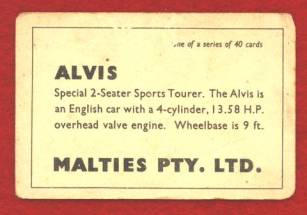 of a series of 40 cards
ALVIS
Special 2-Seater Sports Tourer. The Alvis is
an English car with a 4-cylinder, 13.58 H.P.
overhead valve engine. Wheelbase is 9 ft.
MALTIES PTY. LTD.